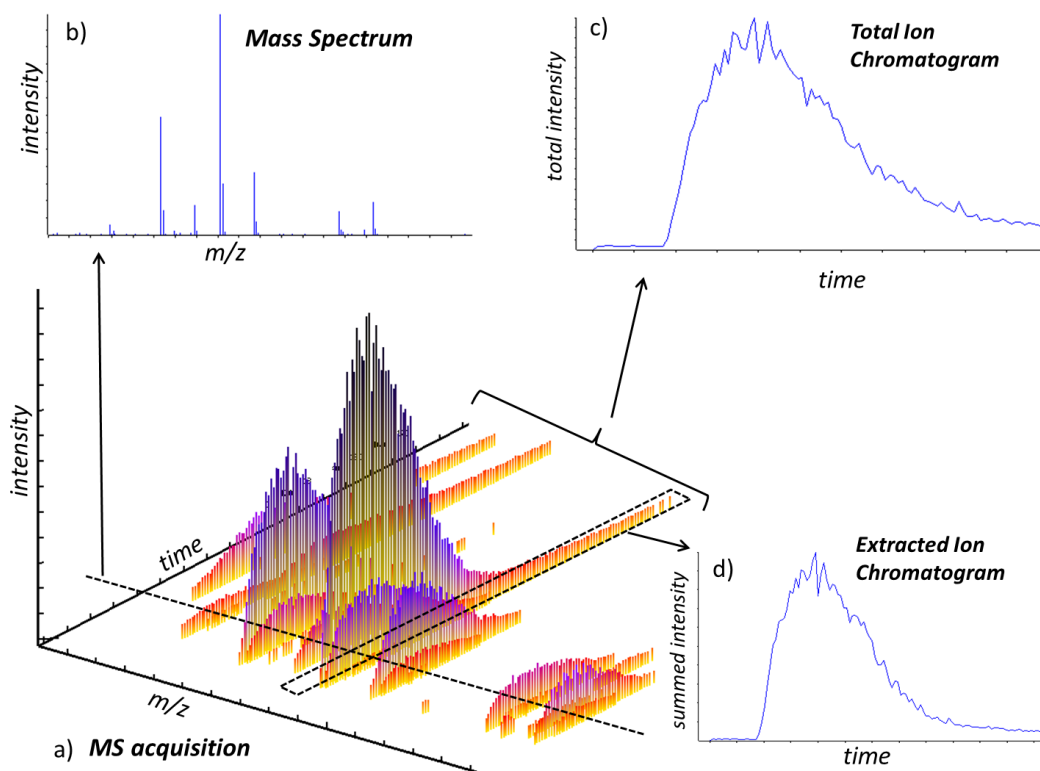 b)
Mass Spectrum
intensity
m/z
c)
Total Ion
Chromatogram
total intensity
time
intensity
time
m/z
a) MS acquisition
d)
Extracted Ion
Chromatogram
summed intensity
time